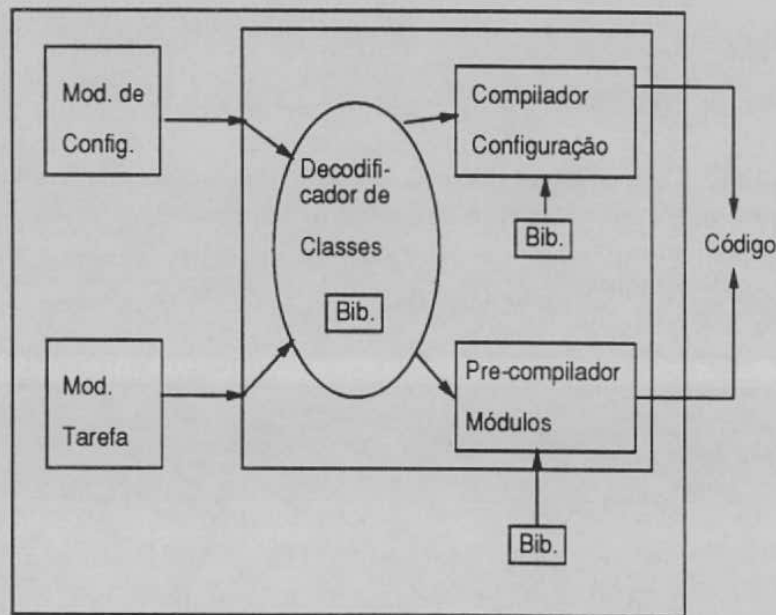 Mod. de
Config.
Decodifi-
cador de
Classes
Bib.
Compilador
Configuração
Bib.
Código
Mod.
Tarefa
Pre-compilador
Módulos
Bib.